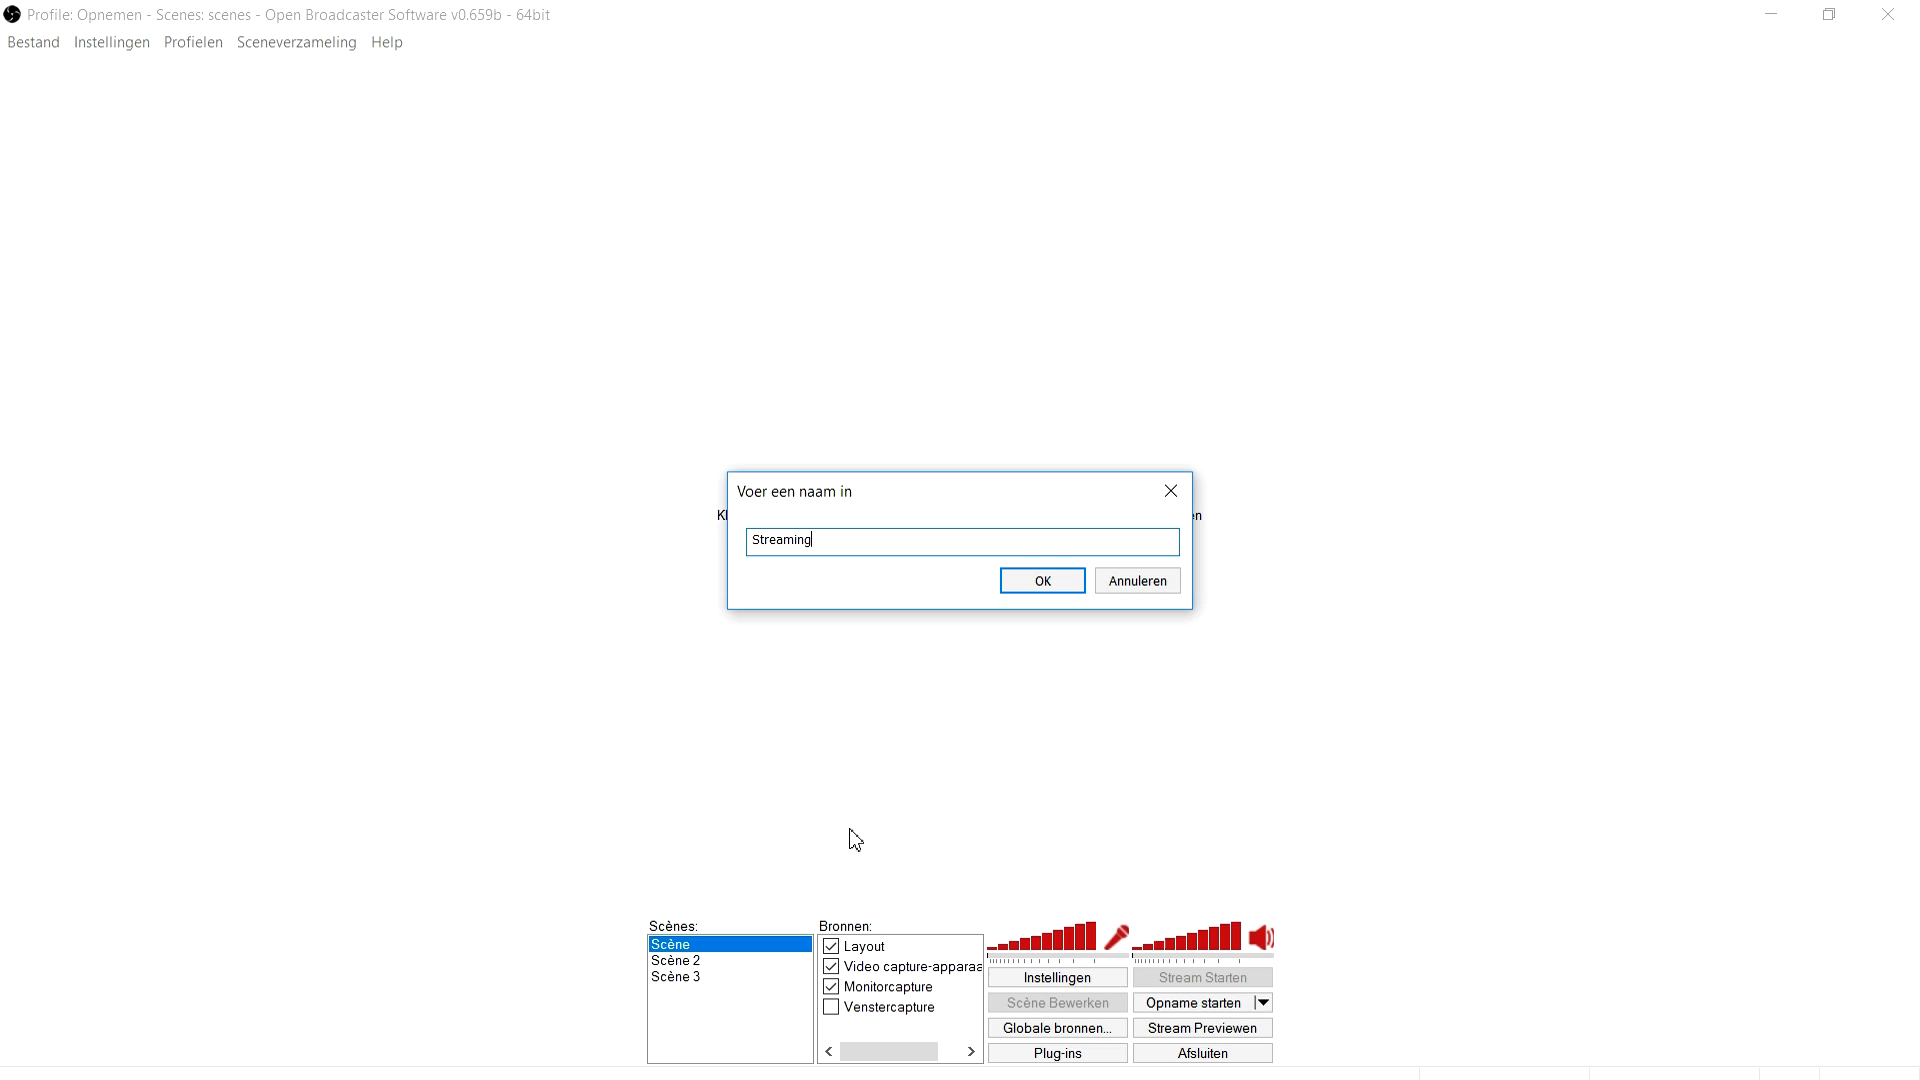 Profile: Opnemen - Scenes: scenes - Open Broadcaster Software v0.659b - 64bit
Bestand Instellingen Profielen Sceneverzameling Help
Voer een naam in
Streaming
OK Annuleren
Scènes:
Scène
Scène 2
Scène 3
Bronnen:
Layout
Video capture-apparaa
Monitorcapture
Venstercapture
Instellingen Stream Starten
Scène Bewerken Opname starten
Globale bronnen... Stream Previewen
Plug-ins Afsluiten